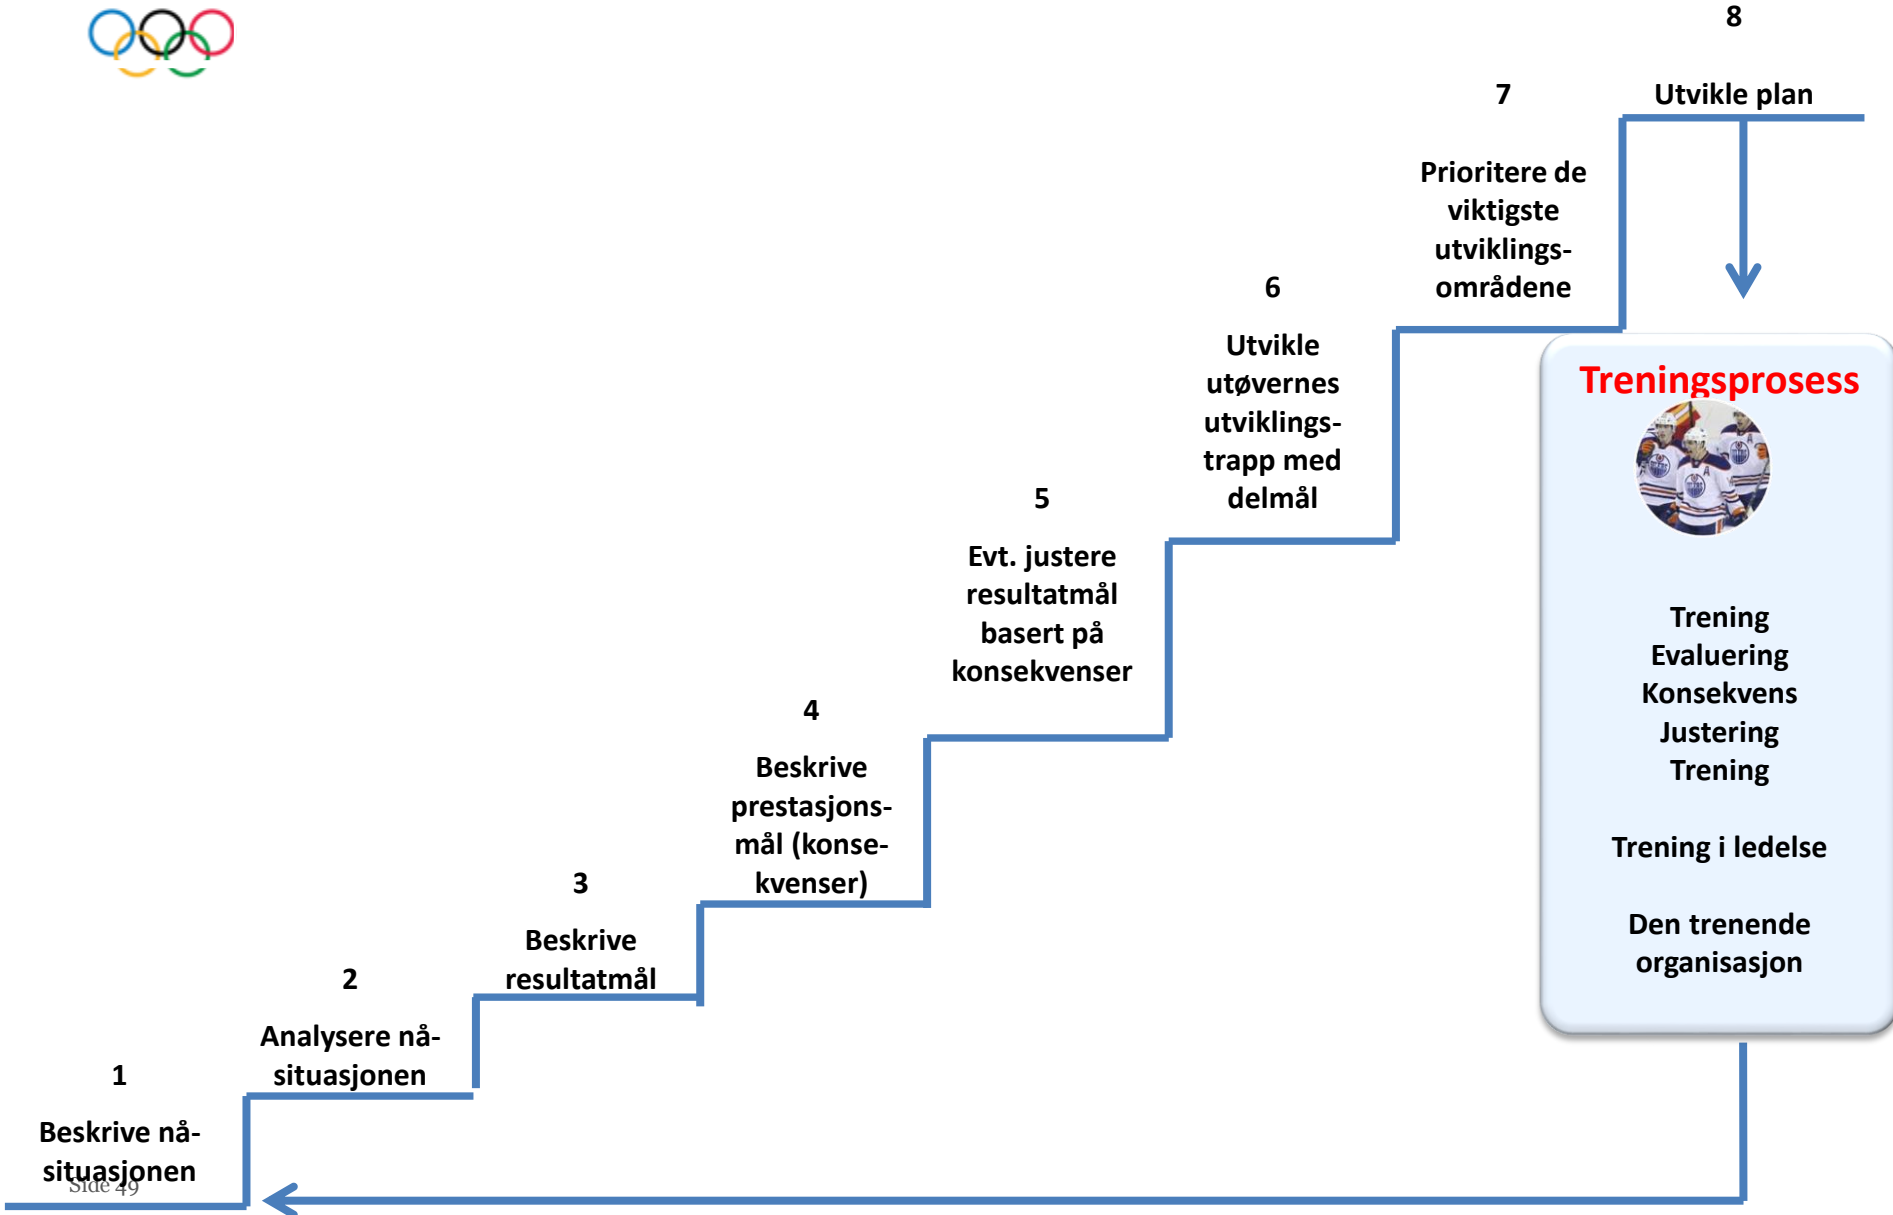 1
Beskrive nå-
situasjonen
2
Analysere nå-
situasjonen
3
Beskrive
resultatmål
4
Beskrive
prestasjons-
mål (konse-
kvenser)
5
Evt. justere
resultatmål
basert på
konsekvenser
6
Utvikle
utøvernes
utviklings-
trapp med
delmål
7
Prioritere de
viktigste
utviklings-
områdene
8
Utvikle plan
Treningsprosess
Trening
Evaluering
Konsekvens
Justering
Trening
Trening i ledelse
Den trenende
organisasjon
Side 49